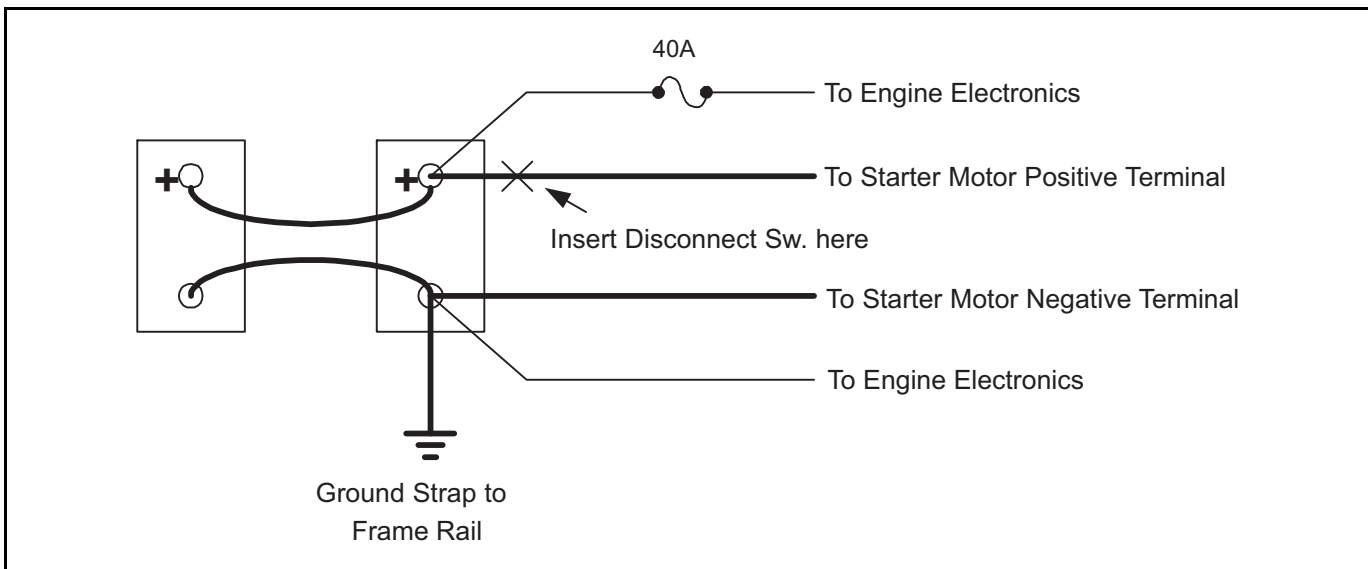 40A
To Engine Electronics
+
+
To Starter Motor Positive Terminal
Insert Disconnect Sw. here
To Starter Motor Negative Terminal
To Engine Electronics
Ground Strap to
Frame Rail